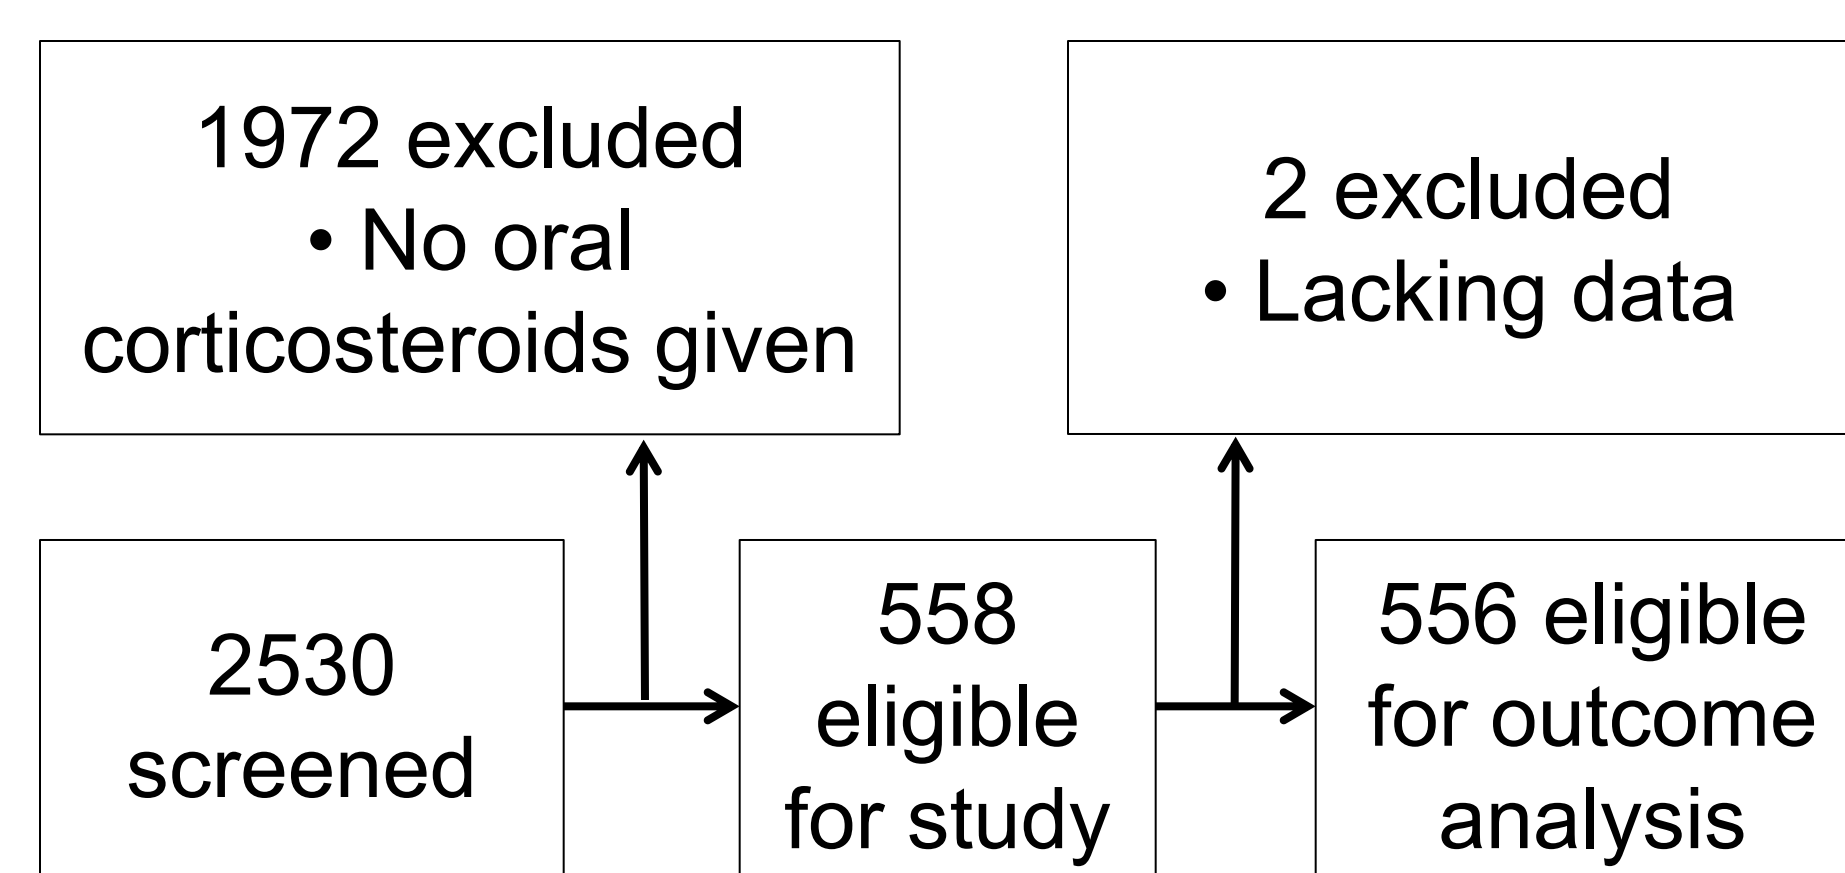 1972 excluded
• No oral
corticosteroids given
2 excluded
• Lacking data
2530
screened
558
eligible
for study
556 eligible
for outcome
analysis